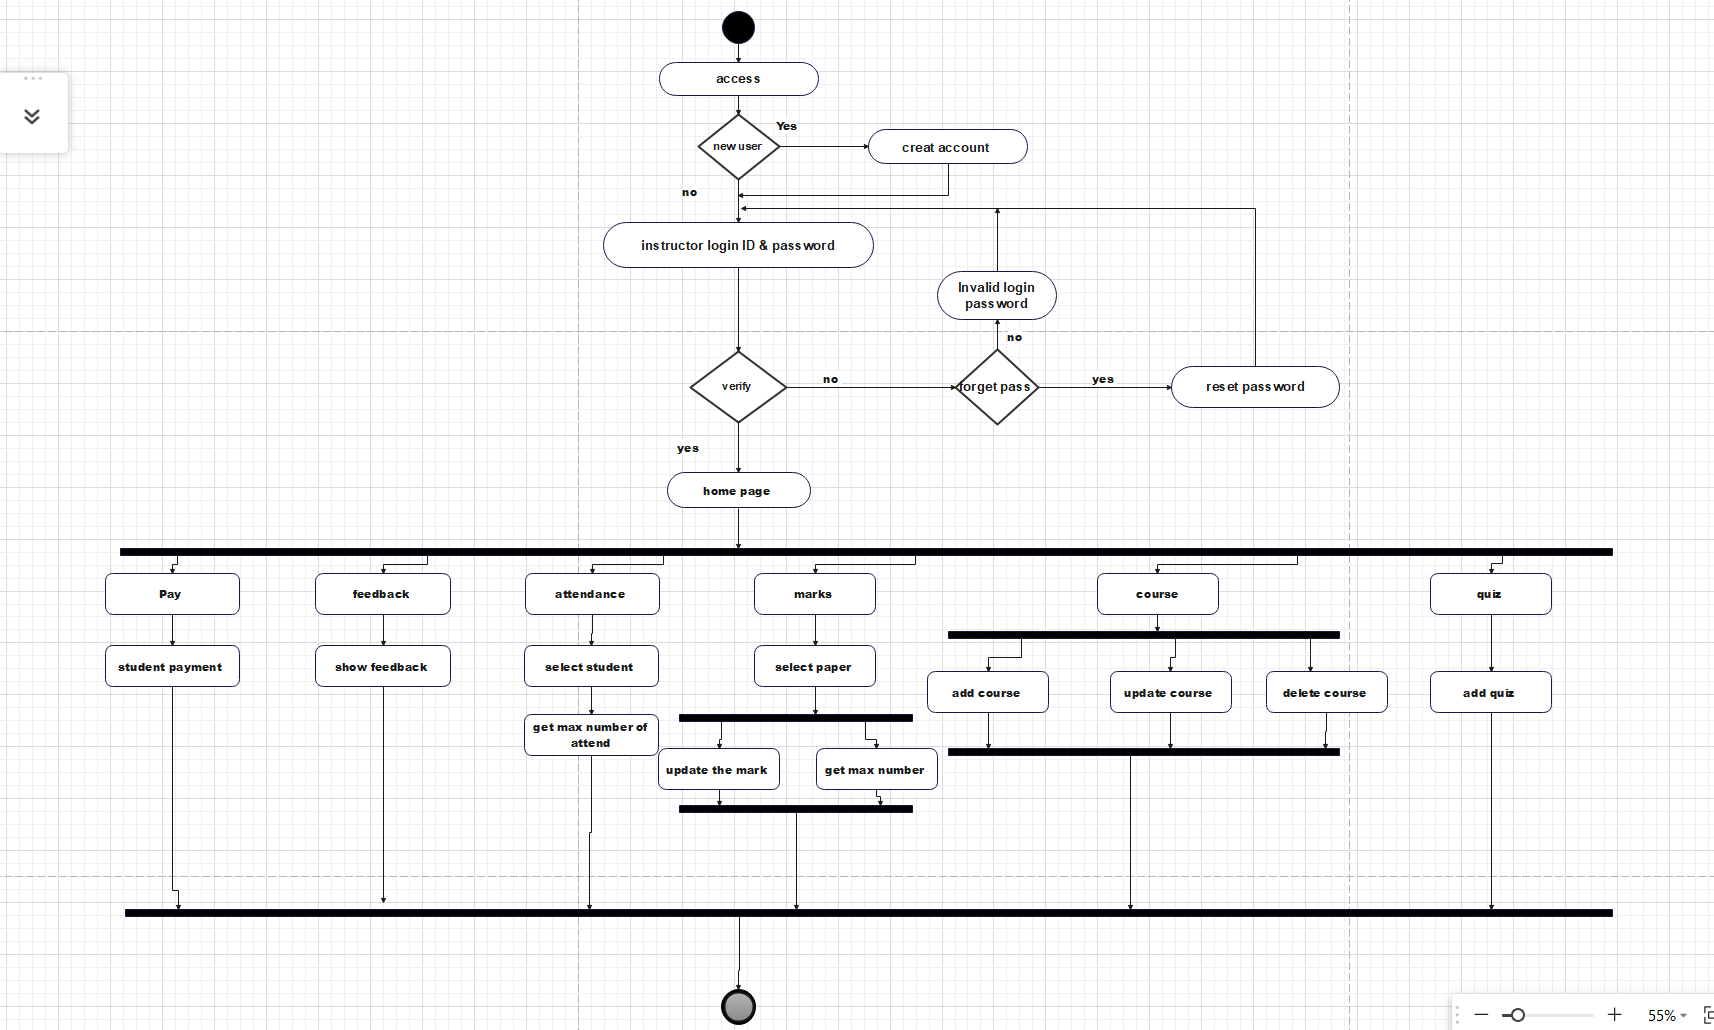 access
Yes
new user
creat account
no
instructor login ID & password
Invalid login
password
no
verify
no
forget pass
yes
reset password
yes
home page
Pay
feedback
attendance
marks
course
quiz
student payment
show feedback
select student
select paper
add course
update course
delete course
add quiz
get max number of
attend
update the mark
get max number
55%